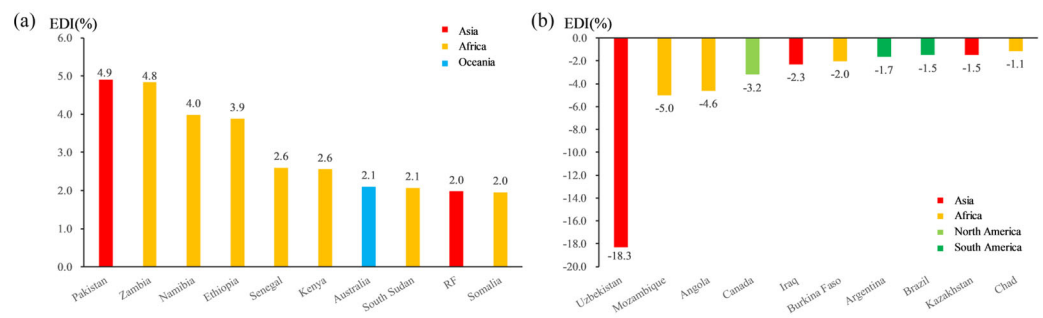 (a) EDI(%)
6.0
5.0
4.0
3.0
2.0
1.0
0.0
4.9
4.8
4.0
3.9
2.6
2.6
2.1
2.1
2.0
2.0
Asia
Africa
Oceania
Pakistan
Zambia
Namibia
Ethiopia
Senegal
Kenya
Australia
South Sudan
RF
Somalia
(b) EDI(%)
0.0
-2.0
-4.0
-6.0
-8.0
-10.0
-12.0
-14.0
-16.0
-18.0
-20.0
-18.3
-5.0
-4.6
-3.2
-2.3
-2.0
-1.7
-1.5
-1.5
-1.1
Asia
Africa
North America
South America
Uzbekistan
Mozambique
Angola
Canada
Iraq
Burkina Faso
Argentina
Brazil
Kazakhstan
Chad